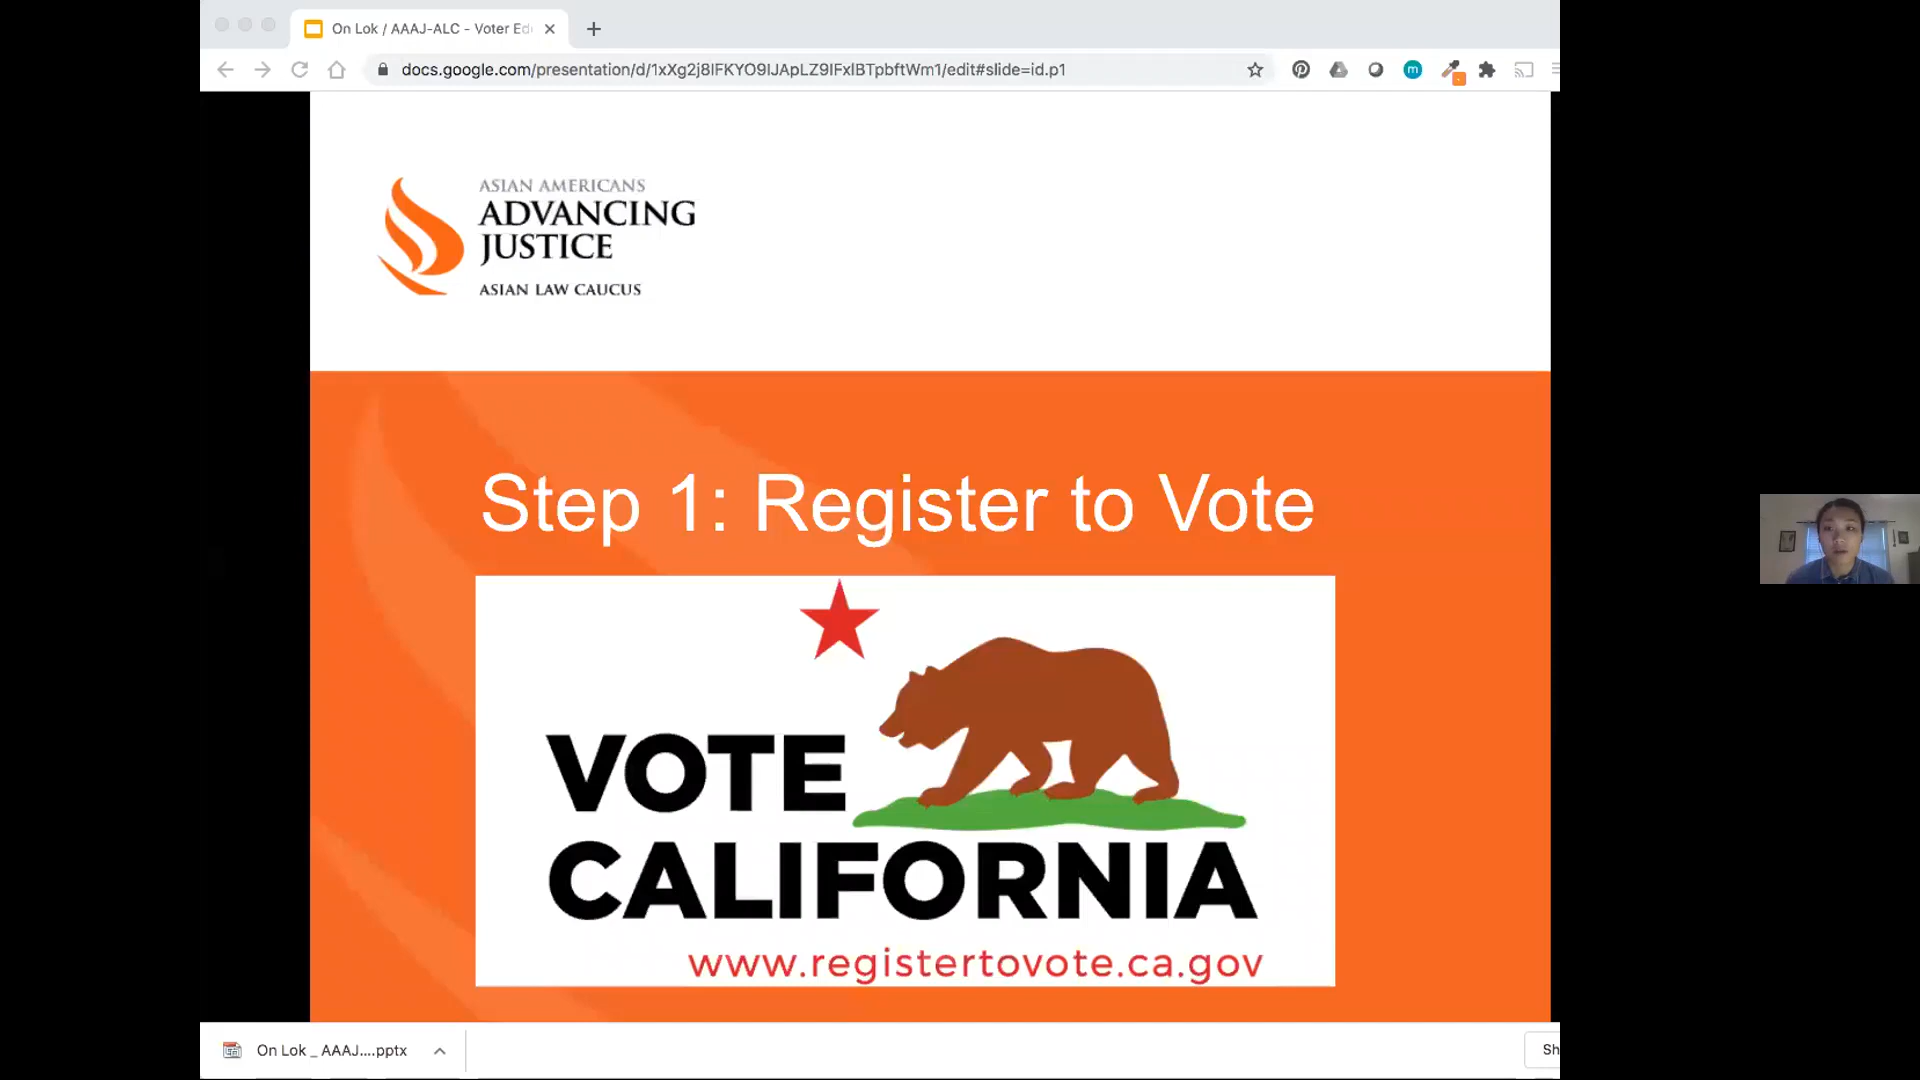 On Lok / AAAJ-ALC - Voter Ed
docs.google.com/presentation/d/1xXg2j8IFKYO9IJApLZ9IFxIBTpbftWm1/edit#slide=id.p1
m
ASIAN AMERICANS
ADVANCING
JUSTICE
ASIAN LAW CAUCUS
Step 1: Register to Vote
VOTE
CALIFORNIA
www.registertovote.ca.gov
On Lok _ AAAJ....pptx
Sh